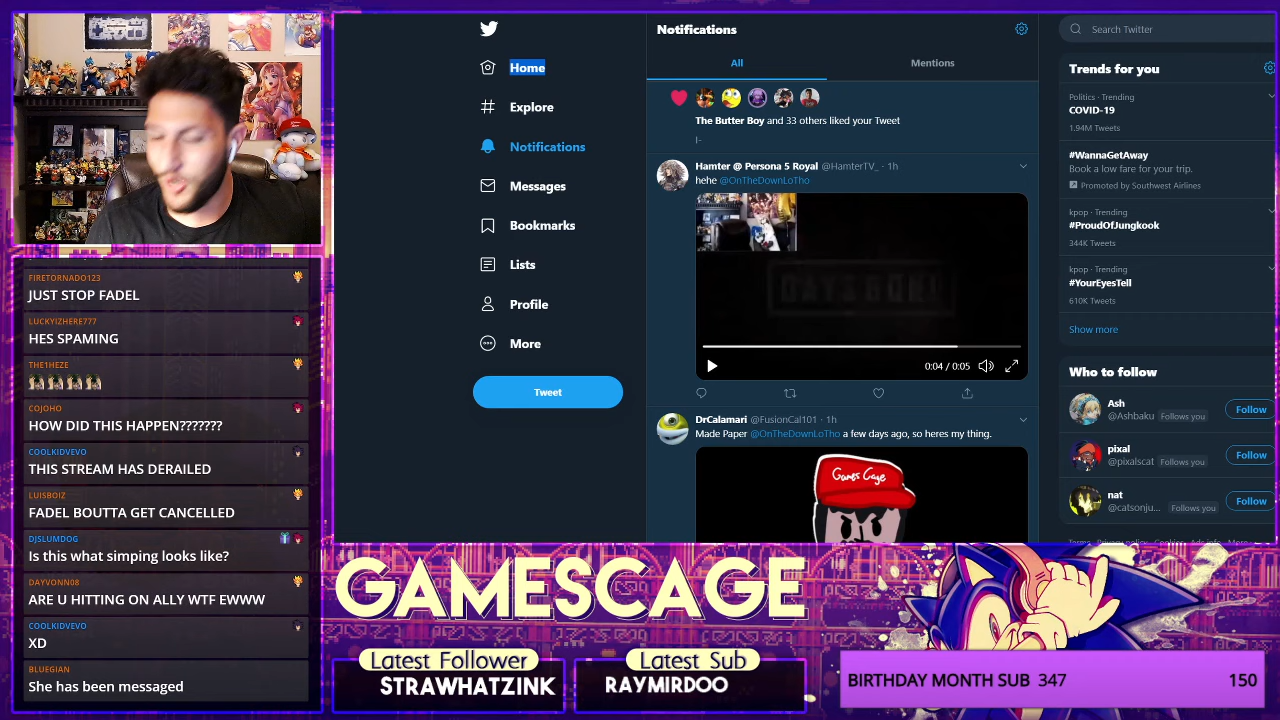 FIRETORNADO123
JUST STOP FADEL
LUCKYIZHERE777
HES SPAMING
THE1HEZE
COJOHO
HOW DID THIS HAPPEN???????
COOLKIDVEVO
THIS STREAM HAS DERAILED
LUISBOIZ
FADEL BOUTTA GET CANCELLED
DJSLUMDOG
Is this what simping looks like?
DAYVONN08
ARE U HITTING ON ALLY WTF EWWW
COOLKIDVEVO
XD
BLUEGIAN
She has been messaged
Home
Explore
Notifications
Messages
Bookmarks
Lists
Profile
More
Tweet
Notifications
All
Mentions
The Butter Boy and 33 others liked your Tweet
I-
Hamter @ Persona 5 Royal @HamterTV_ · 1h
hehe @OnTheDownLoTho
0:04 / 0:05
DrCalamari @FusionCal101 · 1h
Made Paper @OnTheDownLoTho a few days ago, so heres my thing.
Games Cage
Search Twitter
Trends for you
Politics · Trending
COVID-19
1.94M Tweets
#WannaGetAway
Book a low fare for your trip.
Promoted by Southwest Airlines
kpop · Trending
#ProudOfJungkook
344K Tweets
kpop · Trending
#YourEyesTell
610K Tweets
Show more
Who to follow
Ash
@Ashbaku Follows you
Follow
pixal
@pixalscat Follows you
Follow
nat
@catsonju... Follows you
Follow
GAMESCAGE
Latest Follower
STRAWHATZINK
Latest Sub
RAYMIRDOO
BIRTHDAY MONTH SUB 347
150